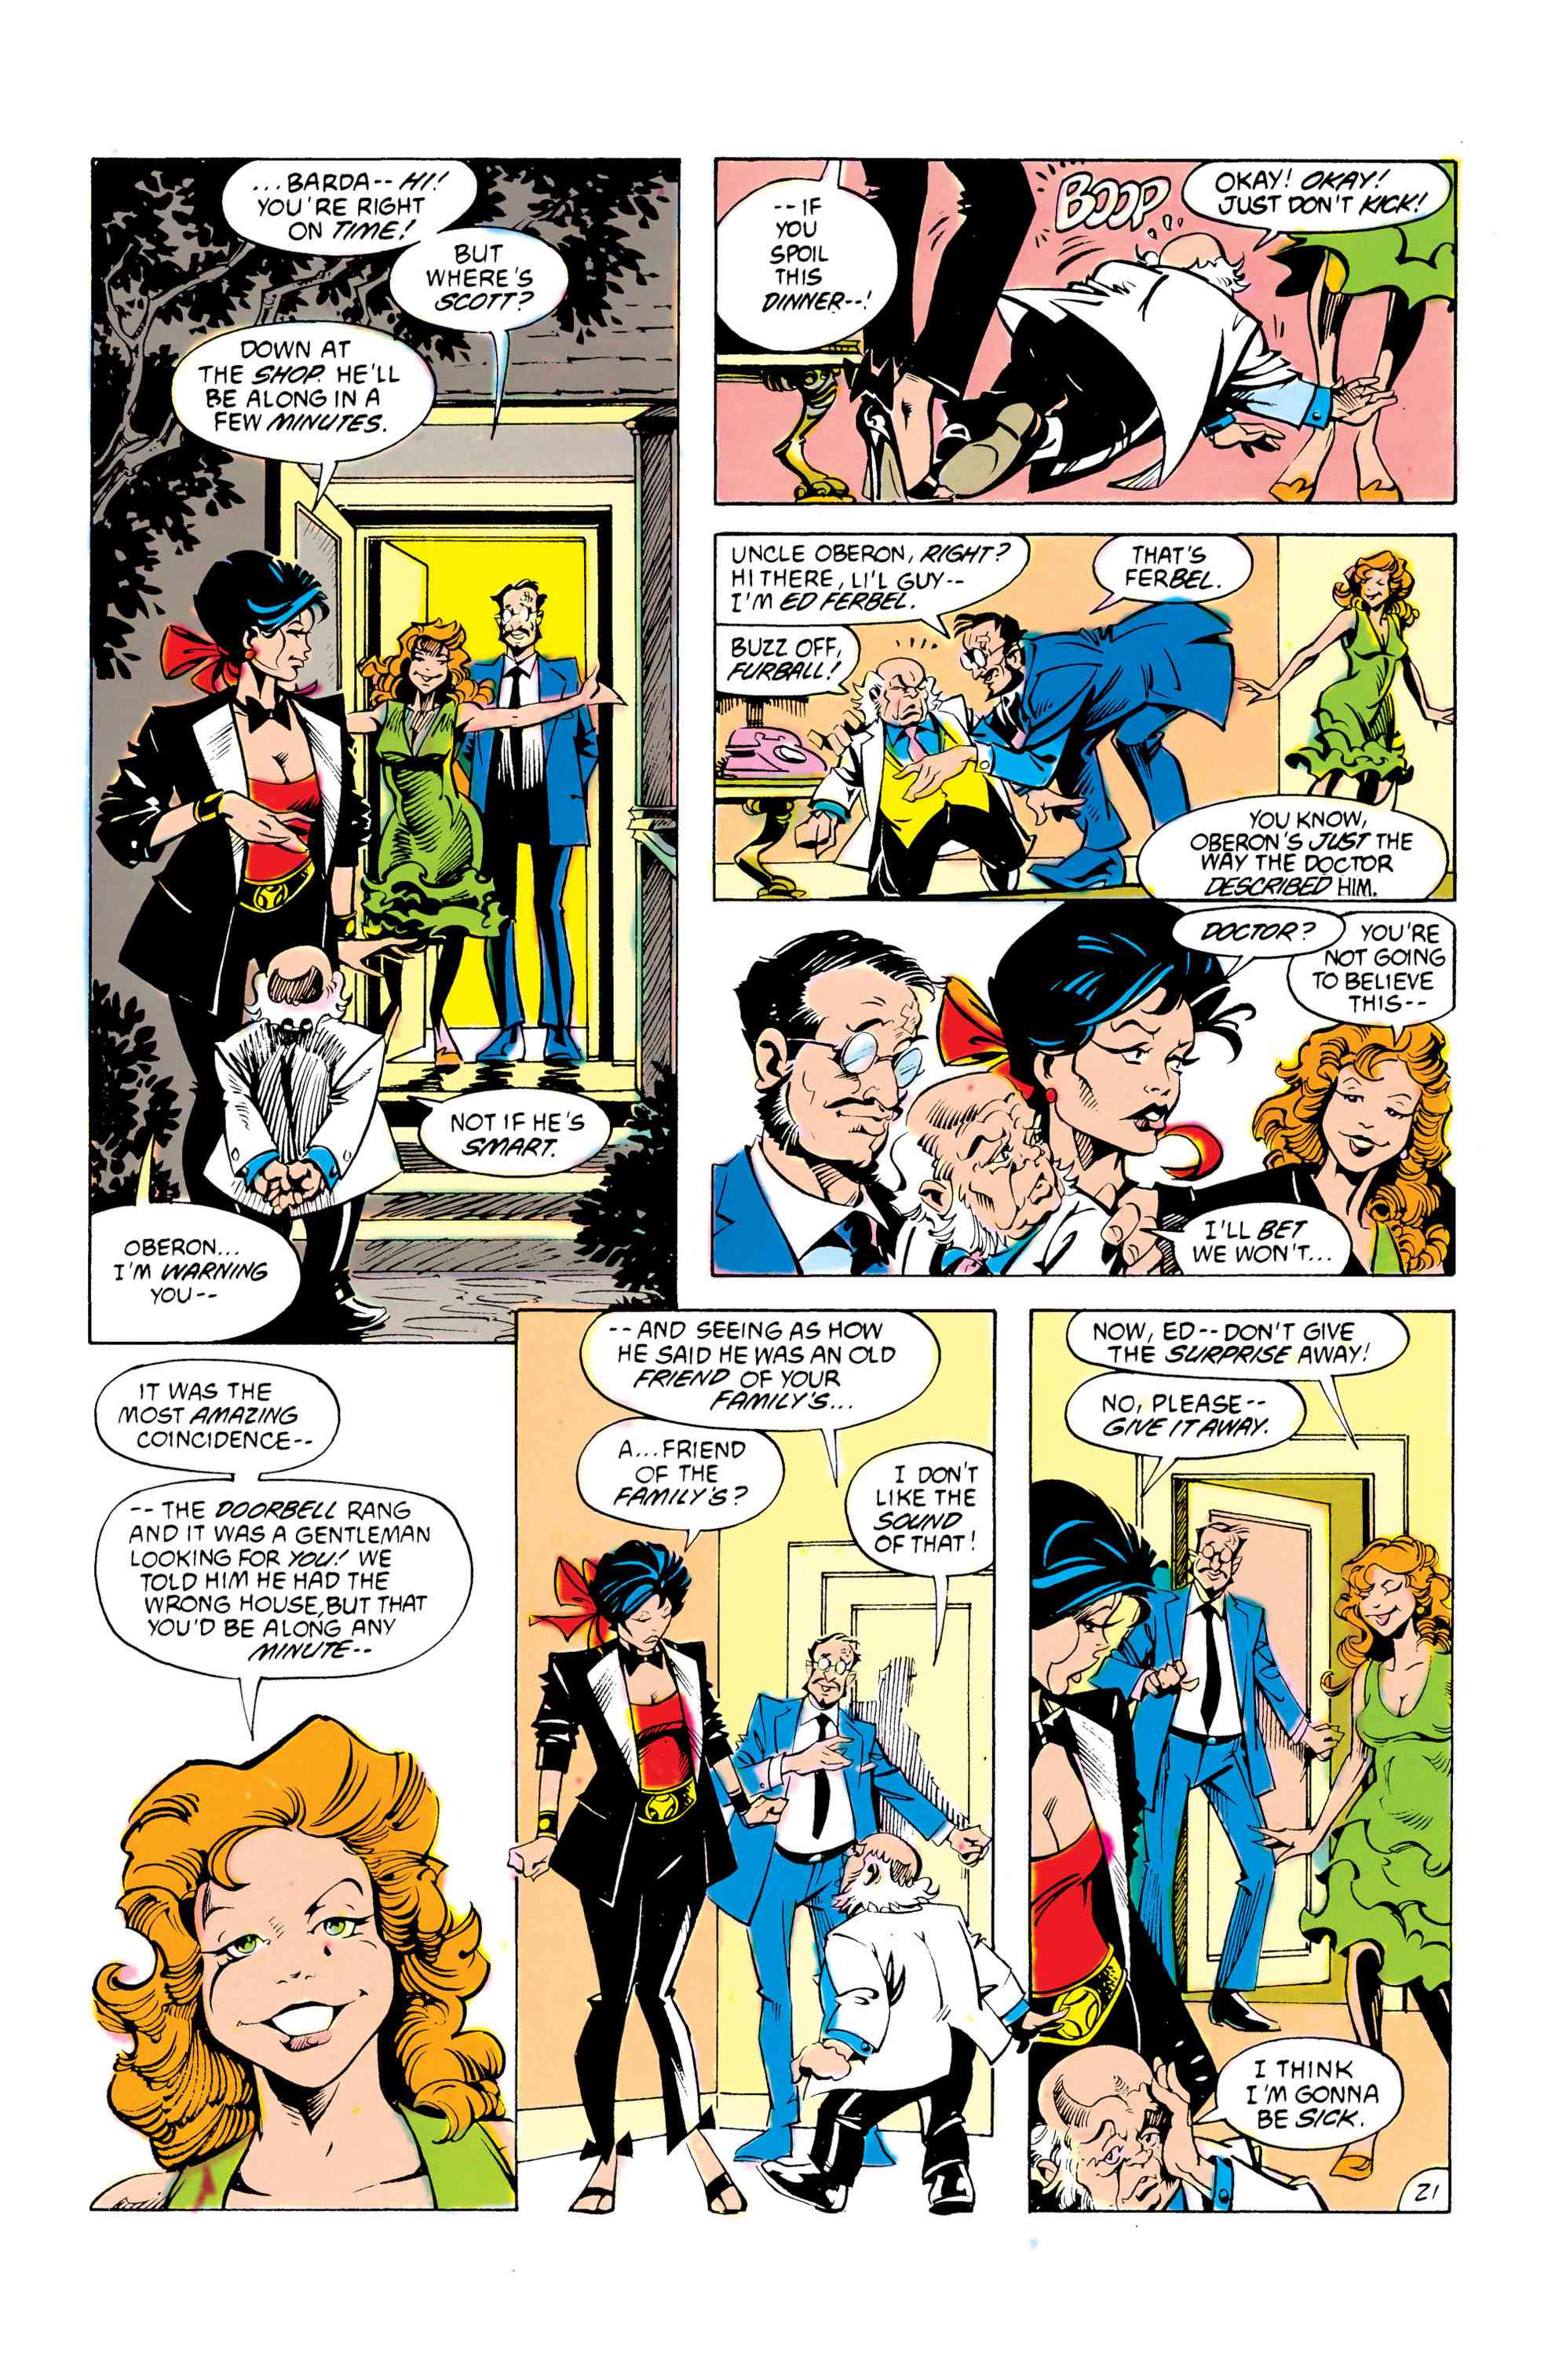 ...BARDA-- HI!
YOU'RE RIGHT
ON TIME!
BUT
WHERE'S
SCOTT?
DOWN AT
THE SHOP. HE'LL
BE ALONG IN A
FEW MINUTES.
NOT IF HE'S
SMART.
OBERON...
I'M WARNING
YOU--
--IF
YOU
SPOIL
THIS
DINNER--!
BOOP
OKAY! OKAY!
JUST DON'T KICK!
UNCLE OBERON, RIGHT?
HI THERE, LI'L GUY--
I'M ED FERBEL.
THAT'S
FERBEL.
BUZZ OFF,
FURBALL!
YOU KNOW,
OBERON'S JUST THE
WAY THE DOCTOR
DESCRIBED HIM.
DOCTOR?
YOU'RE
NOT GOING
TO BELIEVE
THIS--
I'LL BET
WE WON'T...
IT WAS THE
MOST AMAZING
COINCIDENCE--
--THE DOORBELL RANG
AND IT WAS A GENTLEMAN
LOOKING FOR YOU! WE
TOLD HIM HE HAD THE
WRONG HOUSE, BUT THAT
YOU'D BE ALONG ANY
MINUTE--
--AND SEEING AS HOW
HE SAID HE WAS AN OLD
FRIEND OF YOUR
FAMILY'S...
A...FRIEND
OF THE
FAMILY'S?
I DON'T
LIKE THE
SOUND
OF THAT!
NOW, ED-- DON'T GIVE
THE SURPRISE AWAY!
NO, PLEASE--
GIVE IT AWAY.
I THINK
I'M GONNA
BE SICK.
21